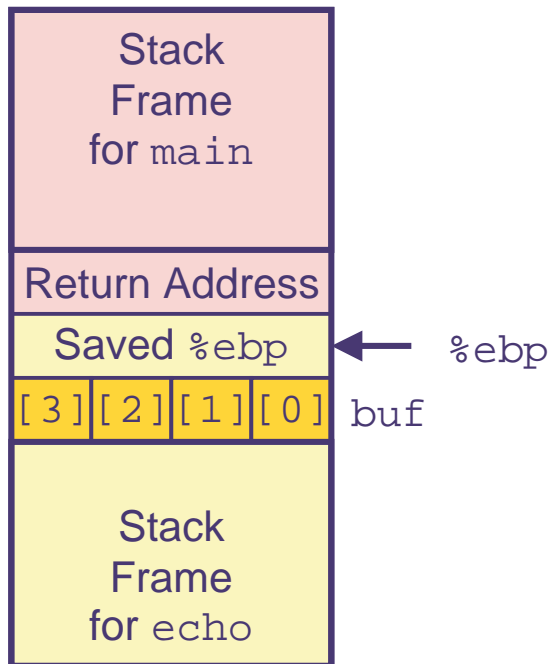 Stack
Frame
for main
Return Address
Saved %ebp
%ebp
[3][2][1][0]
buf
Stack
Frame
for echo